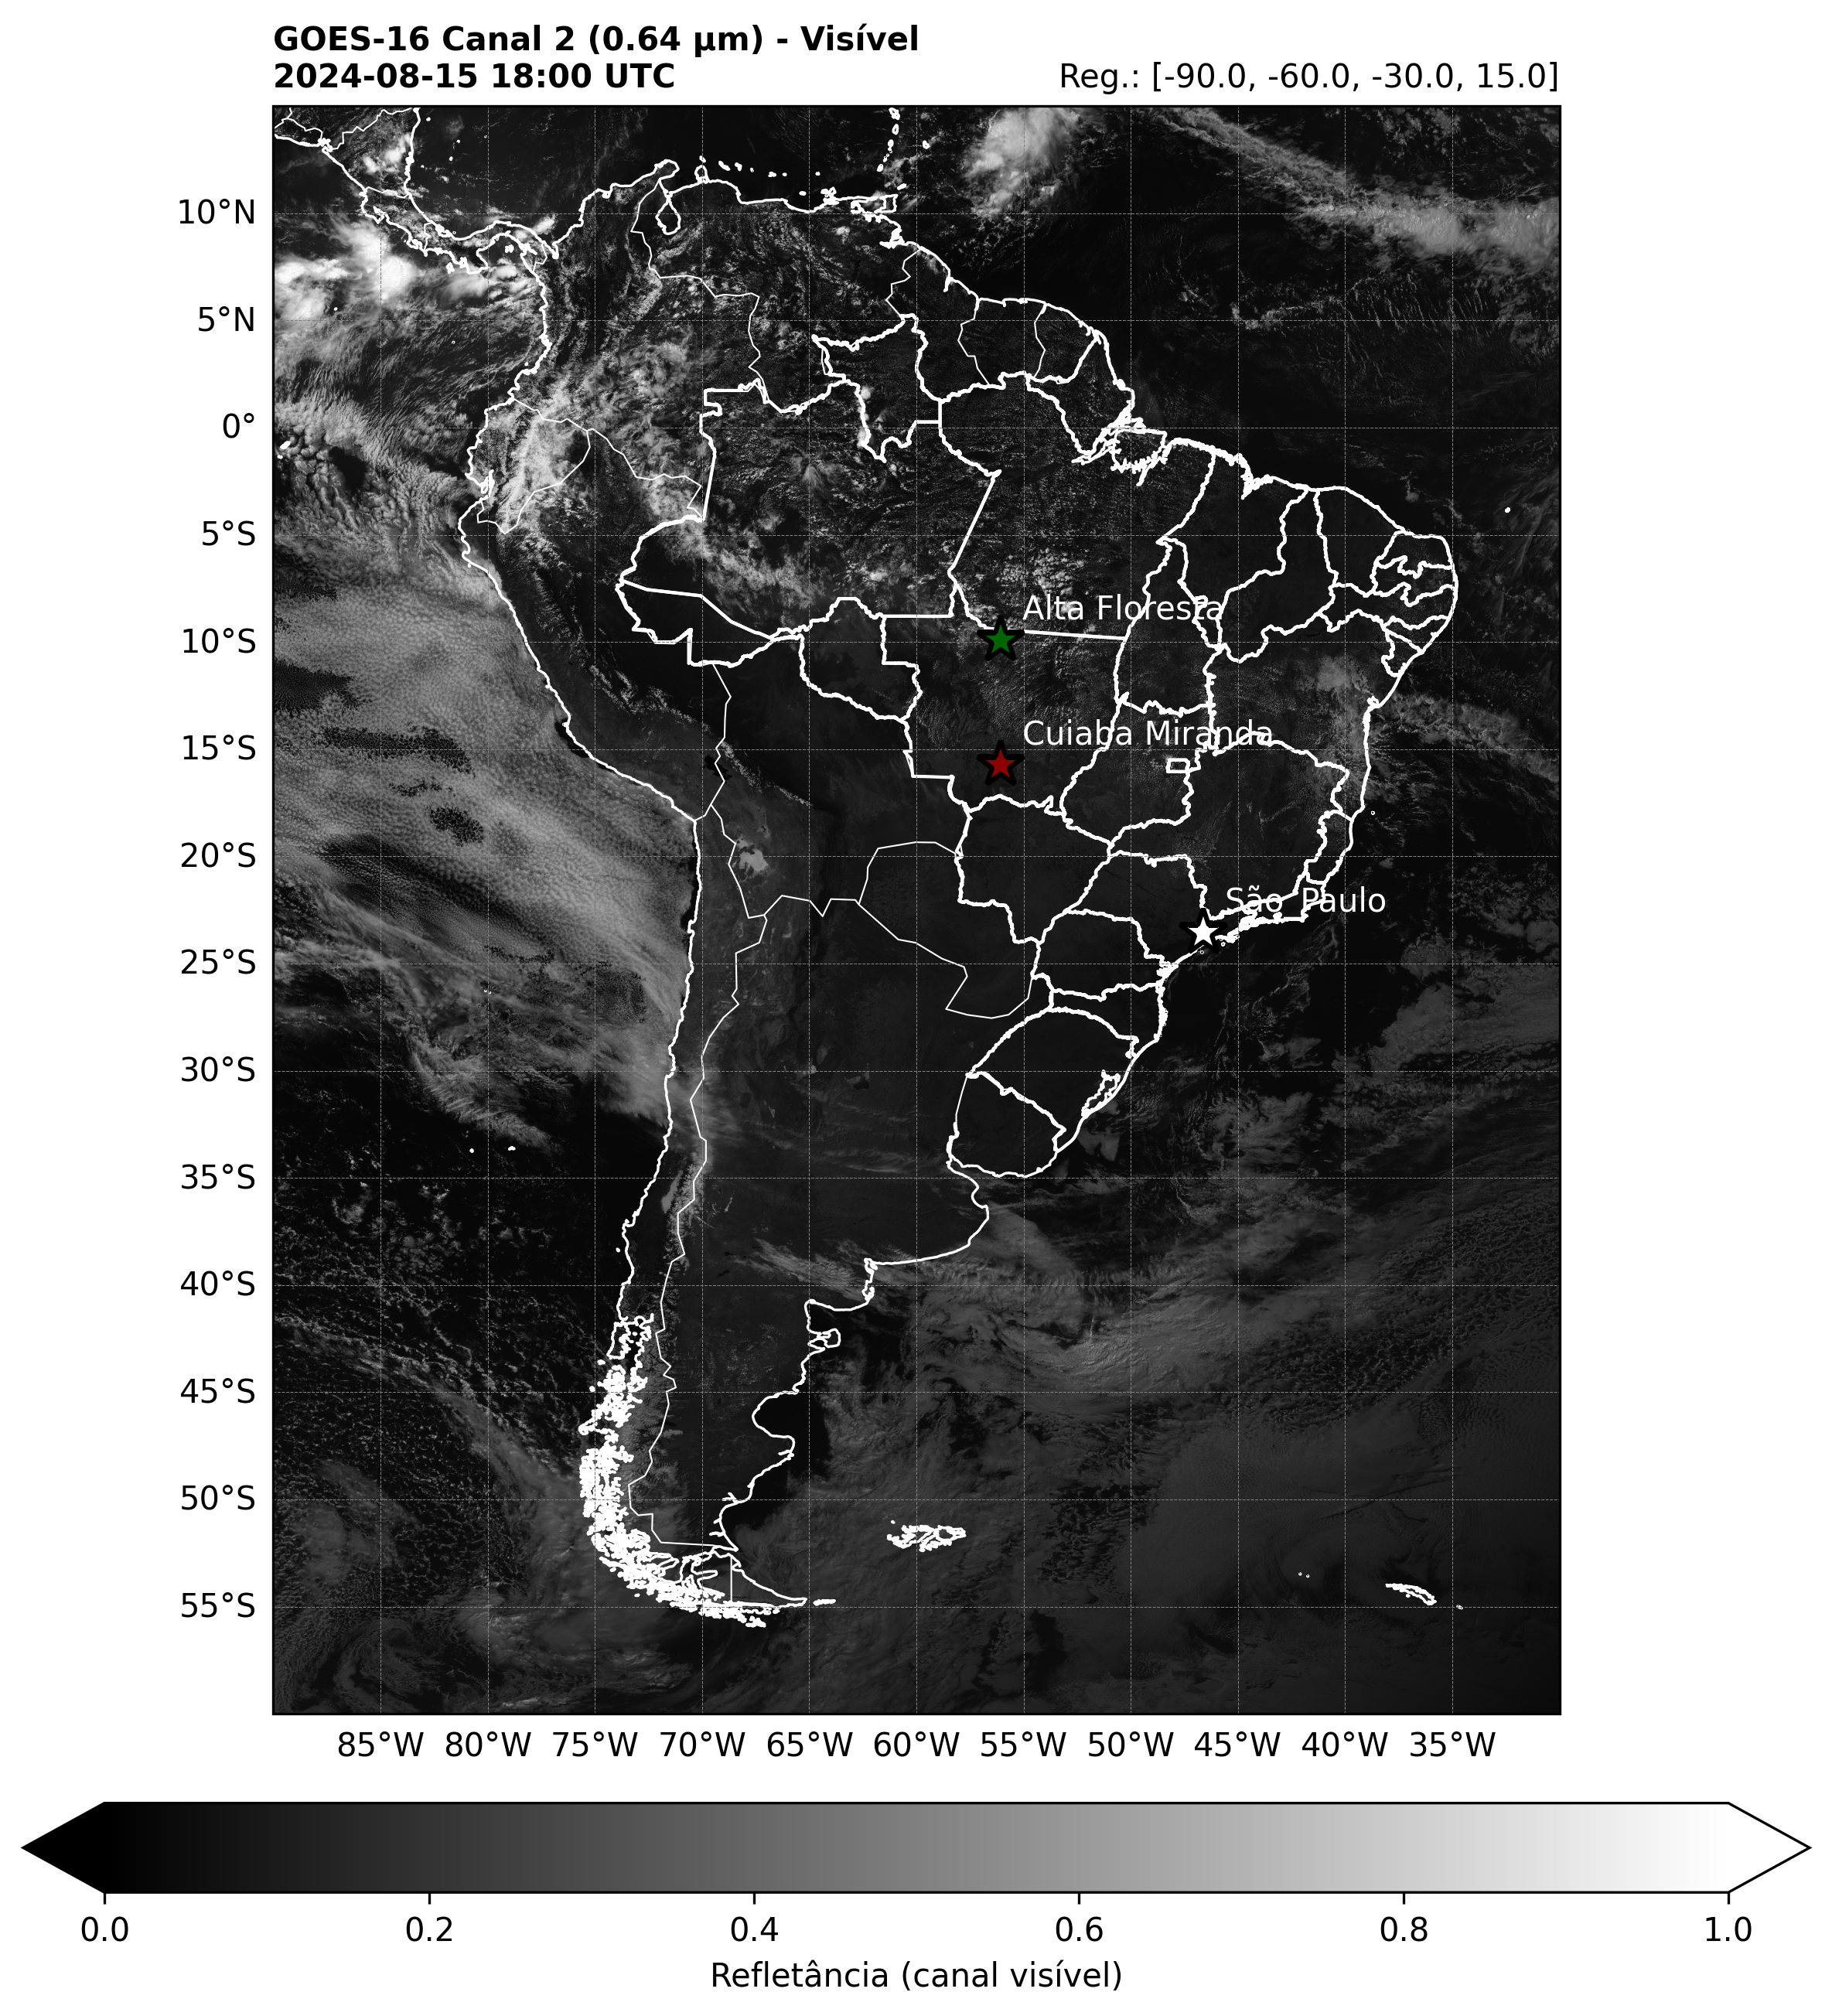 GOES-16 Canal 2 (0.64 μm) - Visível
2024-08-15 18:00 UTC
Reg.: [-90.0, -60.0, -30.0, 15.0]
10°N
5°N
0°
5°S
10°S
15°S
20°S
25°S
30°S
35°S
40°S
45°S
50°S
55°S
Alta Floresta
Cuiaba Miranda
São Paulo
85°W 80°W 75°W 70°W 65°W 60°W 55°W 50°W 45°W 40°W 35°W
0.0 0.2 0.4 0.6 0.8 1.0
Refletância (canal visível)